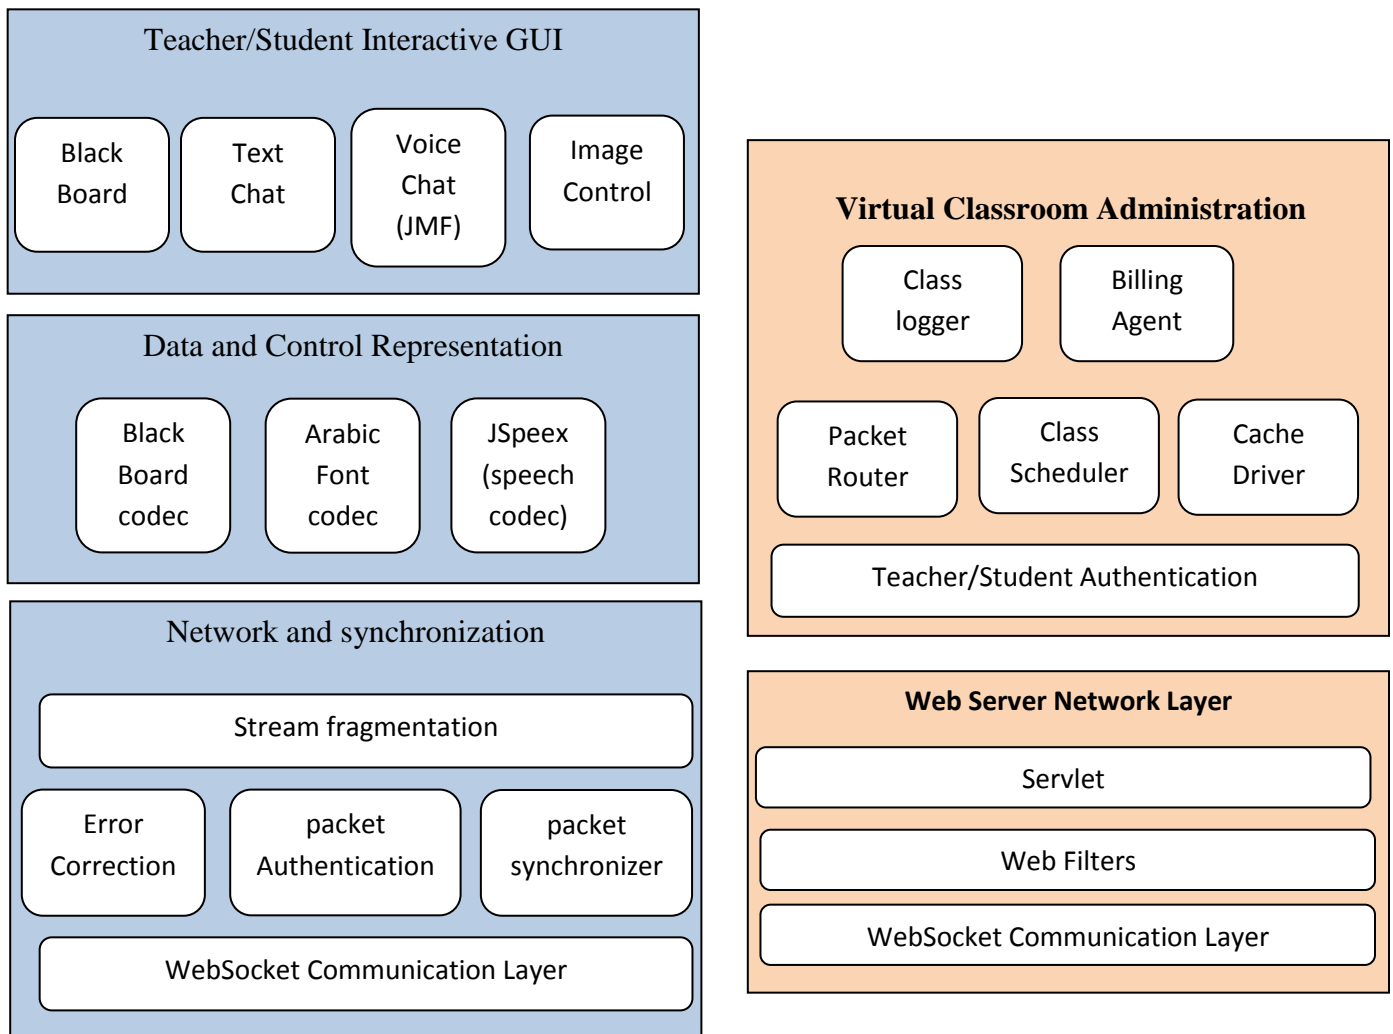 Teacher/Student Interactive GUI
Black
Board
Text
Chat
Voice
Chat
(JMF)
Image
Control
Data and Control Representation
Black
Board
codec
Arabic
Font
codec
JSpeex
(speech
codec)
Network and synchronization
Stream fragmentation
Error
Correction
packet
Authentication
packet
synchronizer
WebSocket Communication Layer
Virtual Classroom Administration
Class
logger
Billing
Agent
Packet
Router
Class
Scheduler
Cache
Driver
Teacher/Student Authentication
Web Server Network Layer
Servlet
Web Filters
WebSocket Communication Layer